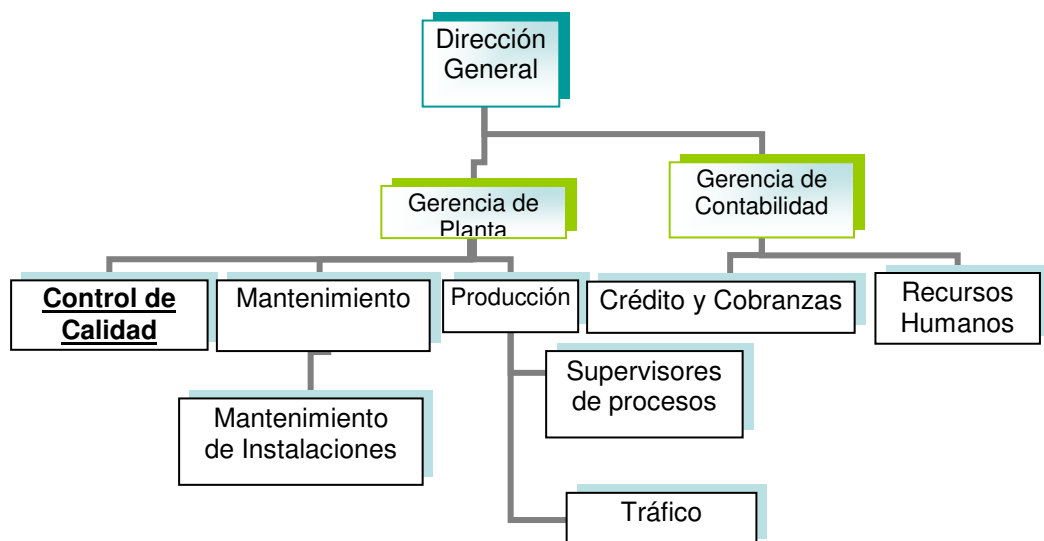 Dirección
General
Gerencia de
Planta
Gerencia de
Contabilidad
Control de
Calidad
Mantenimiento
Producción
Crédito y Cobranzas
Recursos
Humanos
Supervisores
de procesos
Mantenimiento
de Instalaciones
Tráfico